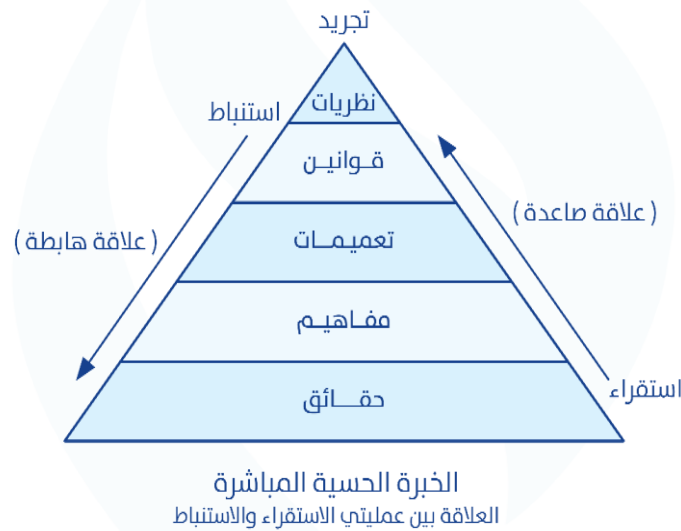 تجريد
نظريات
استنباط
قوانين
(علاقة صاعدة)
تعميمات
(علاقة هابطة)
مفاهيم
حقائق
استقراء
الخبرة الحسية المباشرة
العلاقة بين عمليتي الاستقراء والاستنباط